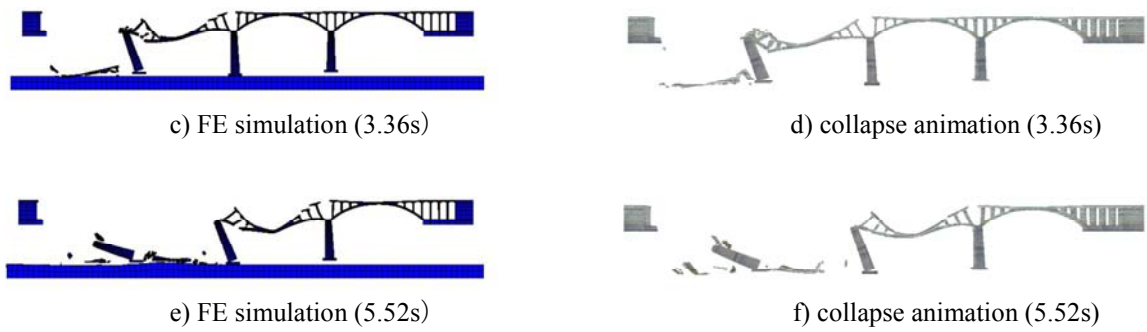 c) FE simulation (3.36s）
d) collapse animation (3.36s)
e) FE simulation (5.52s）
f) collapse animation (5.52s)